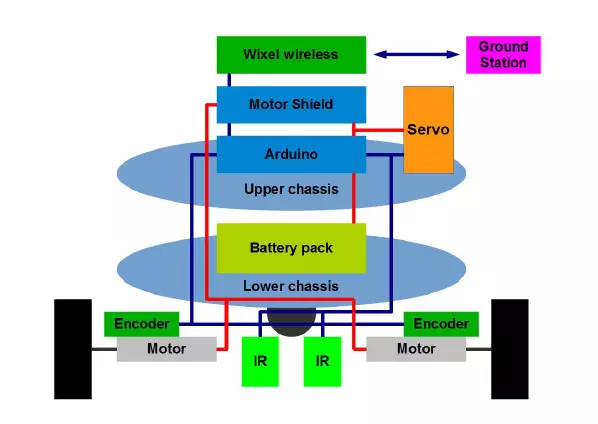 Wixel wireless
Ground
Station
Motor Shield
Servo
Arduino
Upper chassis
Battery pack
Lower chassis
Encoder
Encoder
Motor
Motor
IR
IR